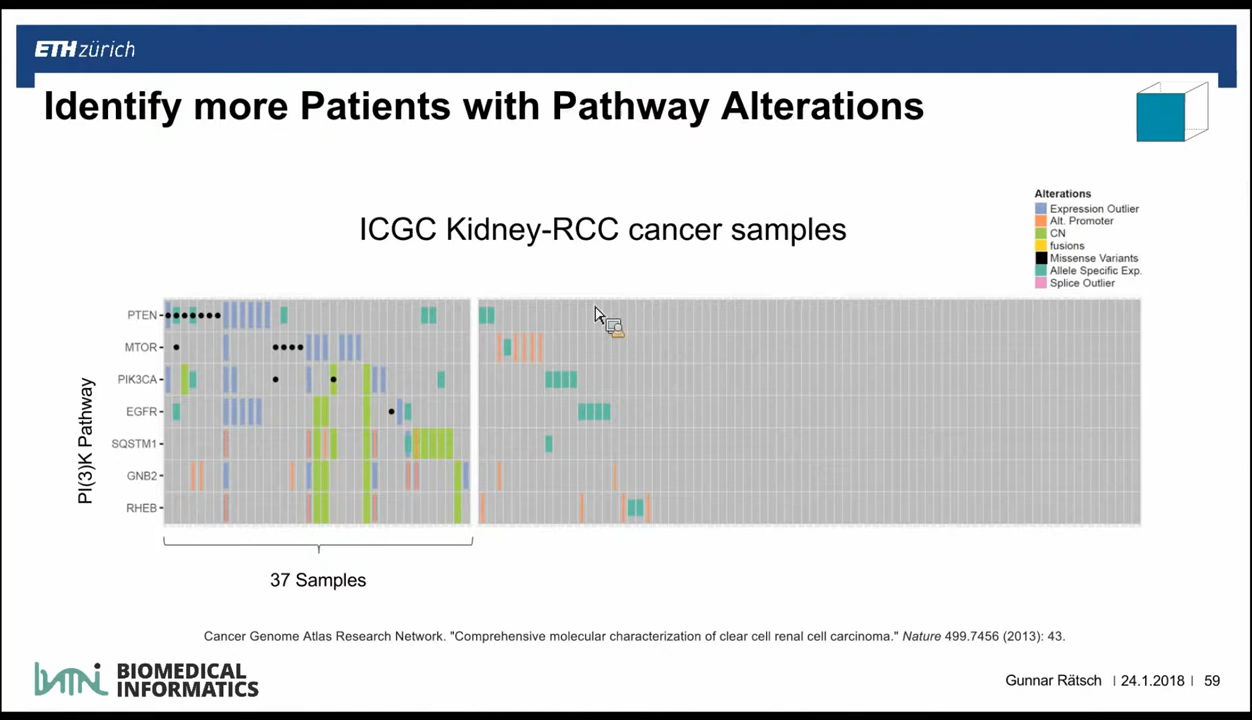 ETH zürich
Identify more Patients with Pathway Alterations
ICGC Kidney-RCC cancer samples
Alterations
Expression Outlier
Alt. Promoter
CN
fusions
Missense Variants
Allele Specific Exp.
Splice Outlier
PI(3)K Pathway
PTEN
MTOR
PIK3CA
EGFR
SQSTM1
GNB2
RHEB
37 Samples
Cancer Genome Atlas Research Network. "Comprehensive molecular characterization of clear cell renal cell carcinoma." Nature 499.7456 (2013): 43.
BIOMEDICAL
INFORMATICS
Gunnar Rätsch | 24.1.2018 | 59